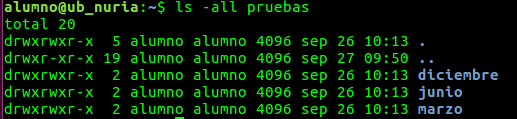 alumno@ub_nuria:~$ ls -all pruebas
total 20
drwxrwxr-x  5 alumno alumno 4096 sep 26 10:13 .
drwxr-xr-x 19 alumno alumno 4096 sep 27 09:50 ..
drwxrwxr-x  2 alumno alumno 4096 sep 26 10:13 diciembre
drwxrwxr-x  2 alumno alumno 4096 sep 26 10:13 junio
drwxrwxr-x  2 alumno alumno 4096 sep 26 10:13 marzo